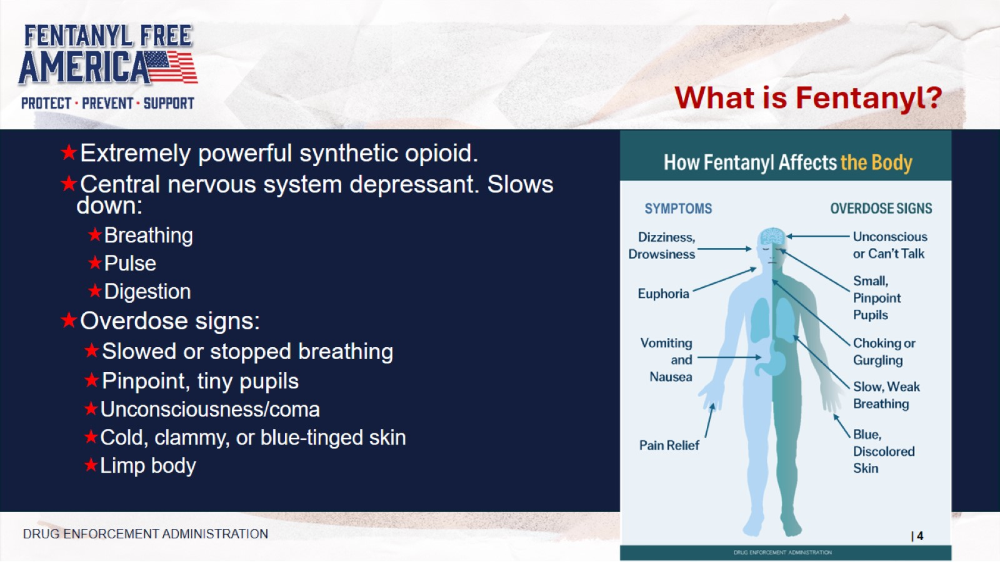 FENTANYL FREE
AMERICA
PROTECT · PREVENT · SUPPORT
What is Fentanyl?
★Extremely powerful synthetic opioid.
★Central nervous system depressant. Slows
down:
★Breathing
★Pulse
★Digestion
★Overdose signs:
★Slowed or stopped breathing
★Pinpoint, tiny pupils
★Unconsciousness/coma
★Cold, clammy, or blue-tinged skin
★Limp body
How Fentanyl Affects the Body
SYMPTOMS
Dizziness,
Drowsiness
Euphoria
Vomiting
and
Nausea
Pain Relief
OVERDOSE SIGNS
Unconscious
or Can't Talk
Small,
Pinpoint
Pupils
Choking or
Gurgling
Slow, Weak
Breathing
Blue,
Discolored
Skin
DRUG ENFORCEMENT ADMINISTRATION
| 4
DRUG ENFORCEMENT ADMINISTRATION